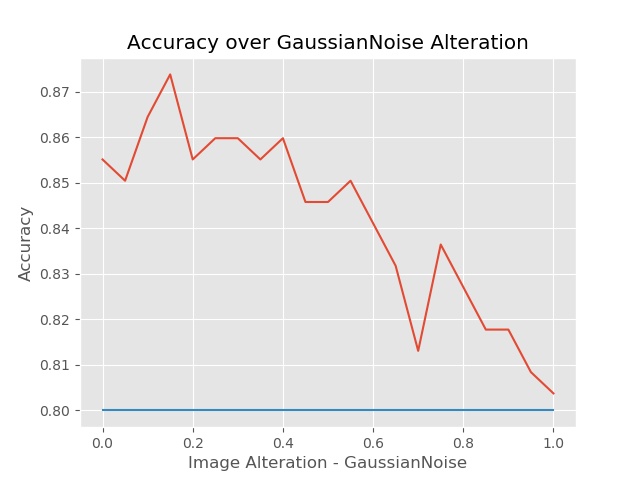 Accuracy over GaussianNoise Alteration
0.87
0.86
0.85
0.84
0.83
0.82
0.81
0.80
Accuracy
0.0 0.2 0.4 0.6 0.8 1.0
Image Alteration - GaussianNoise